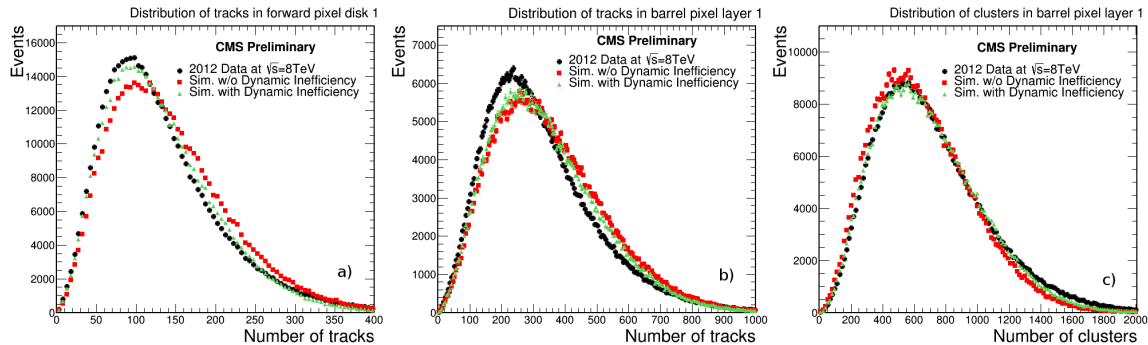 Distribution of tracks in forward pixel disk 1
Events
16000
14000
12000
10000
8000
6000
4000
2000
0
CMS Preliminary
2012 Data at √s=8TeV
Sim. w/o Dynamic Inefficiency
Sim. with Dynamic Inefficiency
a)
0 50 100 150 200 250 300 350 400
Number of tracks
Distribution of tracks in barrel pixel layer 1
Events
7000
6000
5000
4000
3000
2000
1000
0
CMS Preliminary
2012 Data at √s=8TeV
Sim. w/o Dynamic Inefficiency
Sim. with Dynamic Inefficiency
b)
0 100 200 300 400 500 600 700 800 900 1000
Number of tracks
Distribution of clusters in barrel pixel layer 1
Events
10000
8000
6000
4000
2000
0
CMS Preliminary
2012 Data at √s=8TeV
Sim. w/o Dynamic Inefficiency
Sim. with Dynamic Inefficiency
c)
0 200 400 600 800 1000 1200 1400 1600 1800 2000
Number of clusters